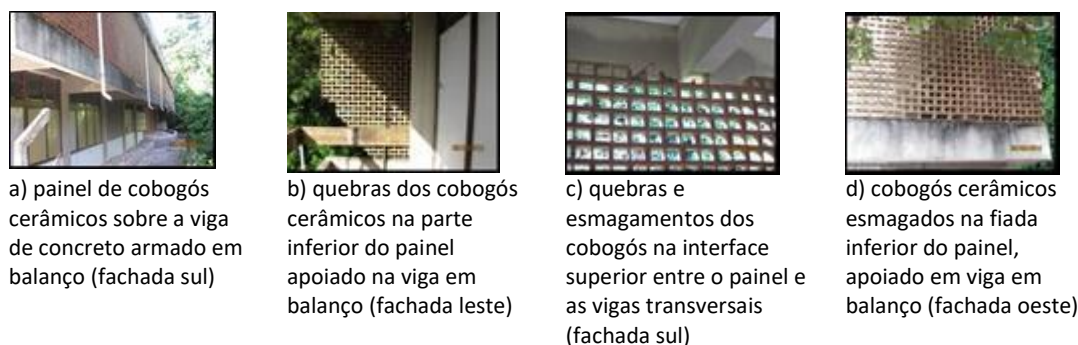 a) painel de cobogós
cerâmicos sobre a viga
de concreto armado em
balanço (fachada sul)
b) quebras dos cobogós
cerâmicos na parte
inferior do painel
apoiado na viga em
balanço (fachada leste)
c) quebras e
esmagamentos dos
cobogós na interface
superior entre o painel e
as vigas transversais
(fachada sul)
d) cobogós cerâmicos
esmagados na fiada
inferior do painel,
apoiado em viga em
balanço (fachada oeste)